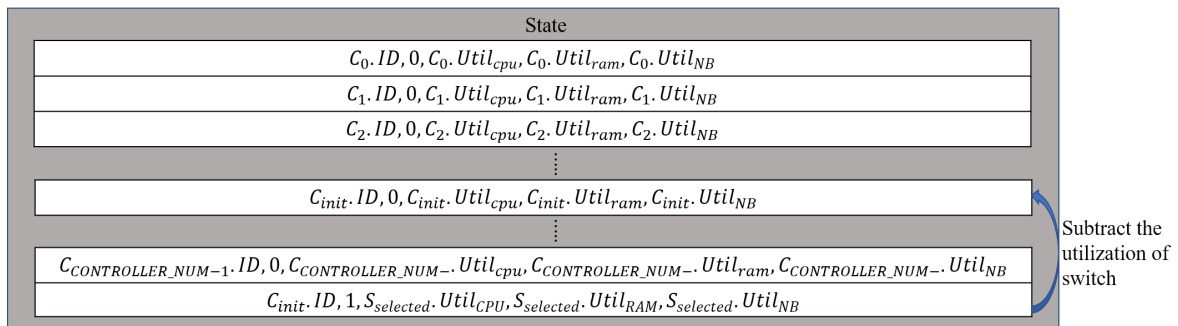 State
C₀.ID, 0, C₀.Util_cpu, C₀.Util_ram, C₀.Util_NB
C₁.ID, 0, C₁.Util_cpu, C₁.Util_ram, C₁.Util_NB
C₂.ID, 0, C₂.Util_cpu, C₂.Util_ram, C₂.Util_NB
C_init.ID, 0, C_init.Util_cpu, C_init.Util_ram, C_init.Util_NB
C_CONTROLLER_NUM−1.ID, 0, C_CONTROLLER_NUM−.Util_cpu, C_CONTROLLER_NUM−.Util_ram, C_CONTROLLER_NUM−.Util_NB
C_init.ID, 1, S_selected.Util_CPU, S_selected.Util_RAM, S_selected.Util_NB
Subtract the
utilization of
switch